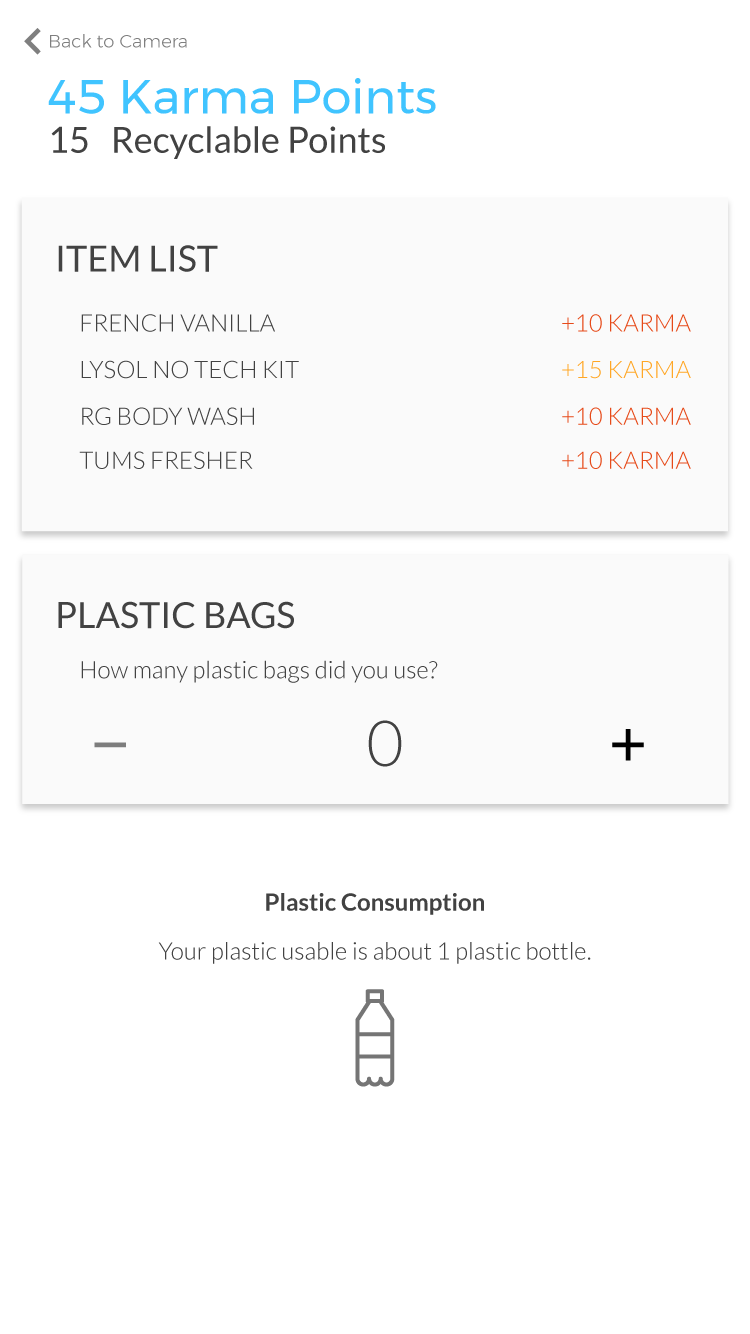 Back to Camera
45 Karma Points
15 Recyclable Points
ITEM LIST
FRENCH VANILLA +10 KARMA
LYSOL NO TECH KIT +15 KARMA
RG BODY WASH +10 KARMA
TUMS FRESHER +10 KARMA
PLASTIC BAGS
How many plastic bags did you use?
− 0 +
Plastic Consumption
Your plastic usable is about 1 plastic bottle.